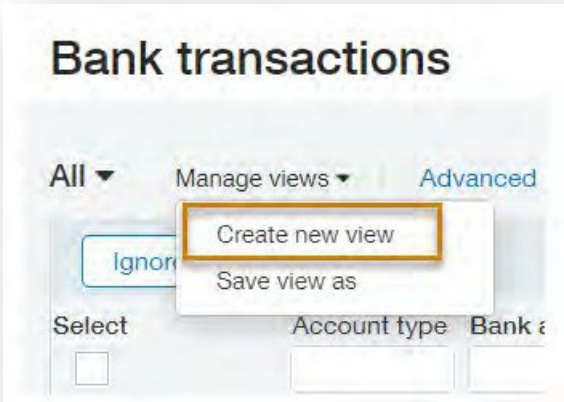 Bank transactions
All Manage views Advanced
Create new view
Save view as
Select Account type Bank